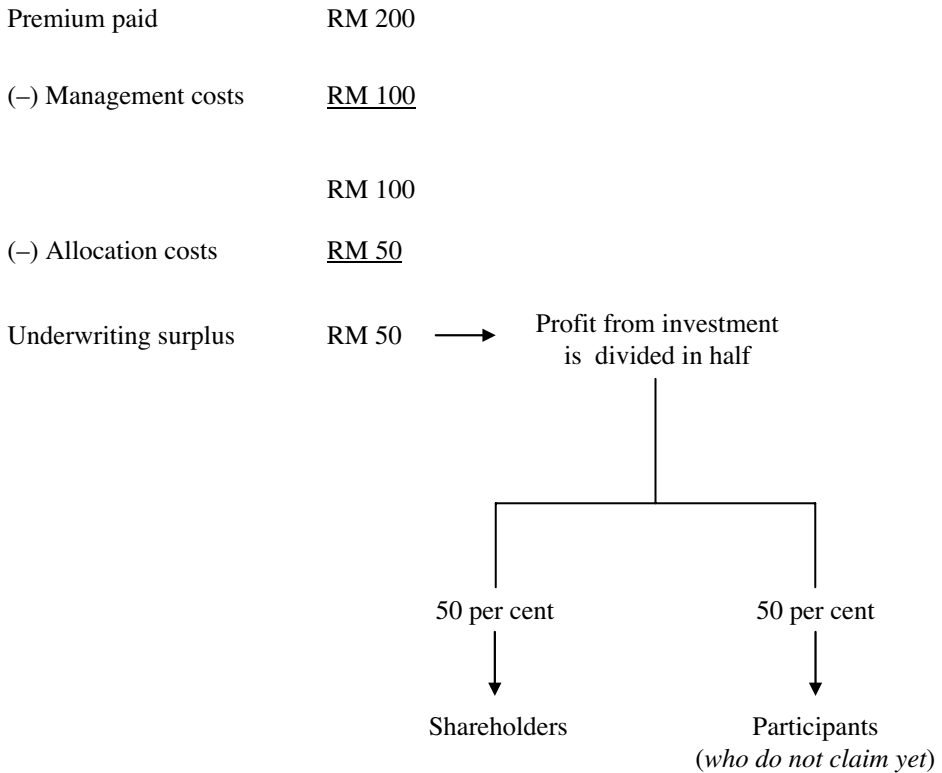 Premium paid RM 200
(–) Management costs RM 100
RM 100
(–) Allocation costs RM 50
Underwriting surplus RM 50
Profit from investment
is divided in half
50 per cent 50 per cent
Shareholders Participants
(who do not claim yet)